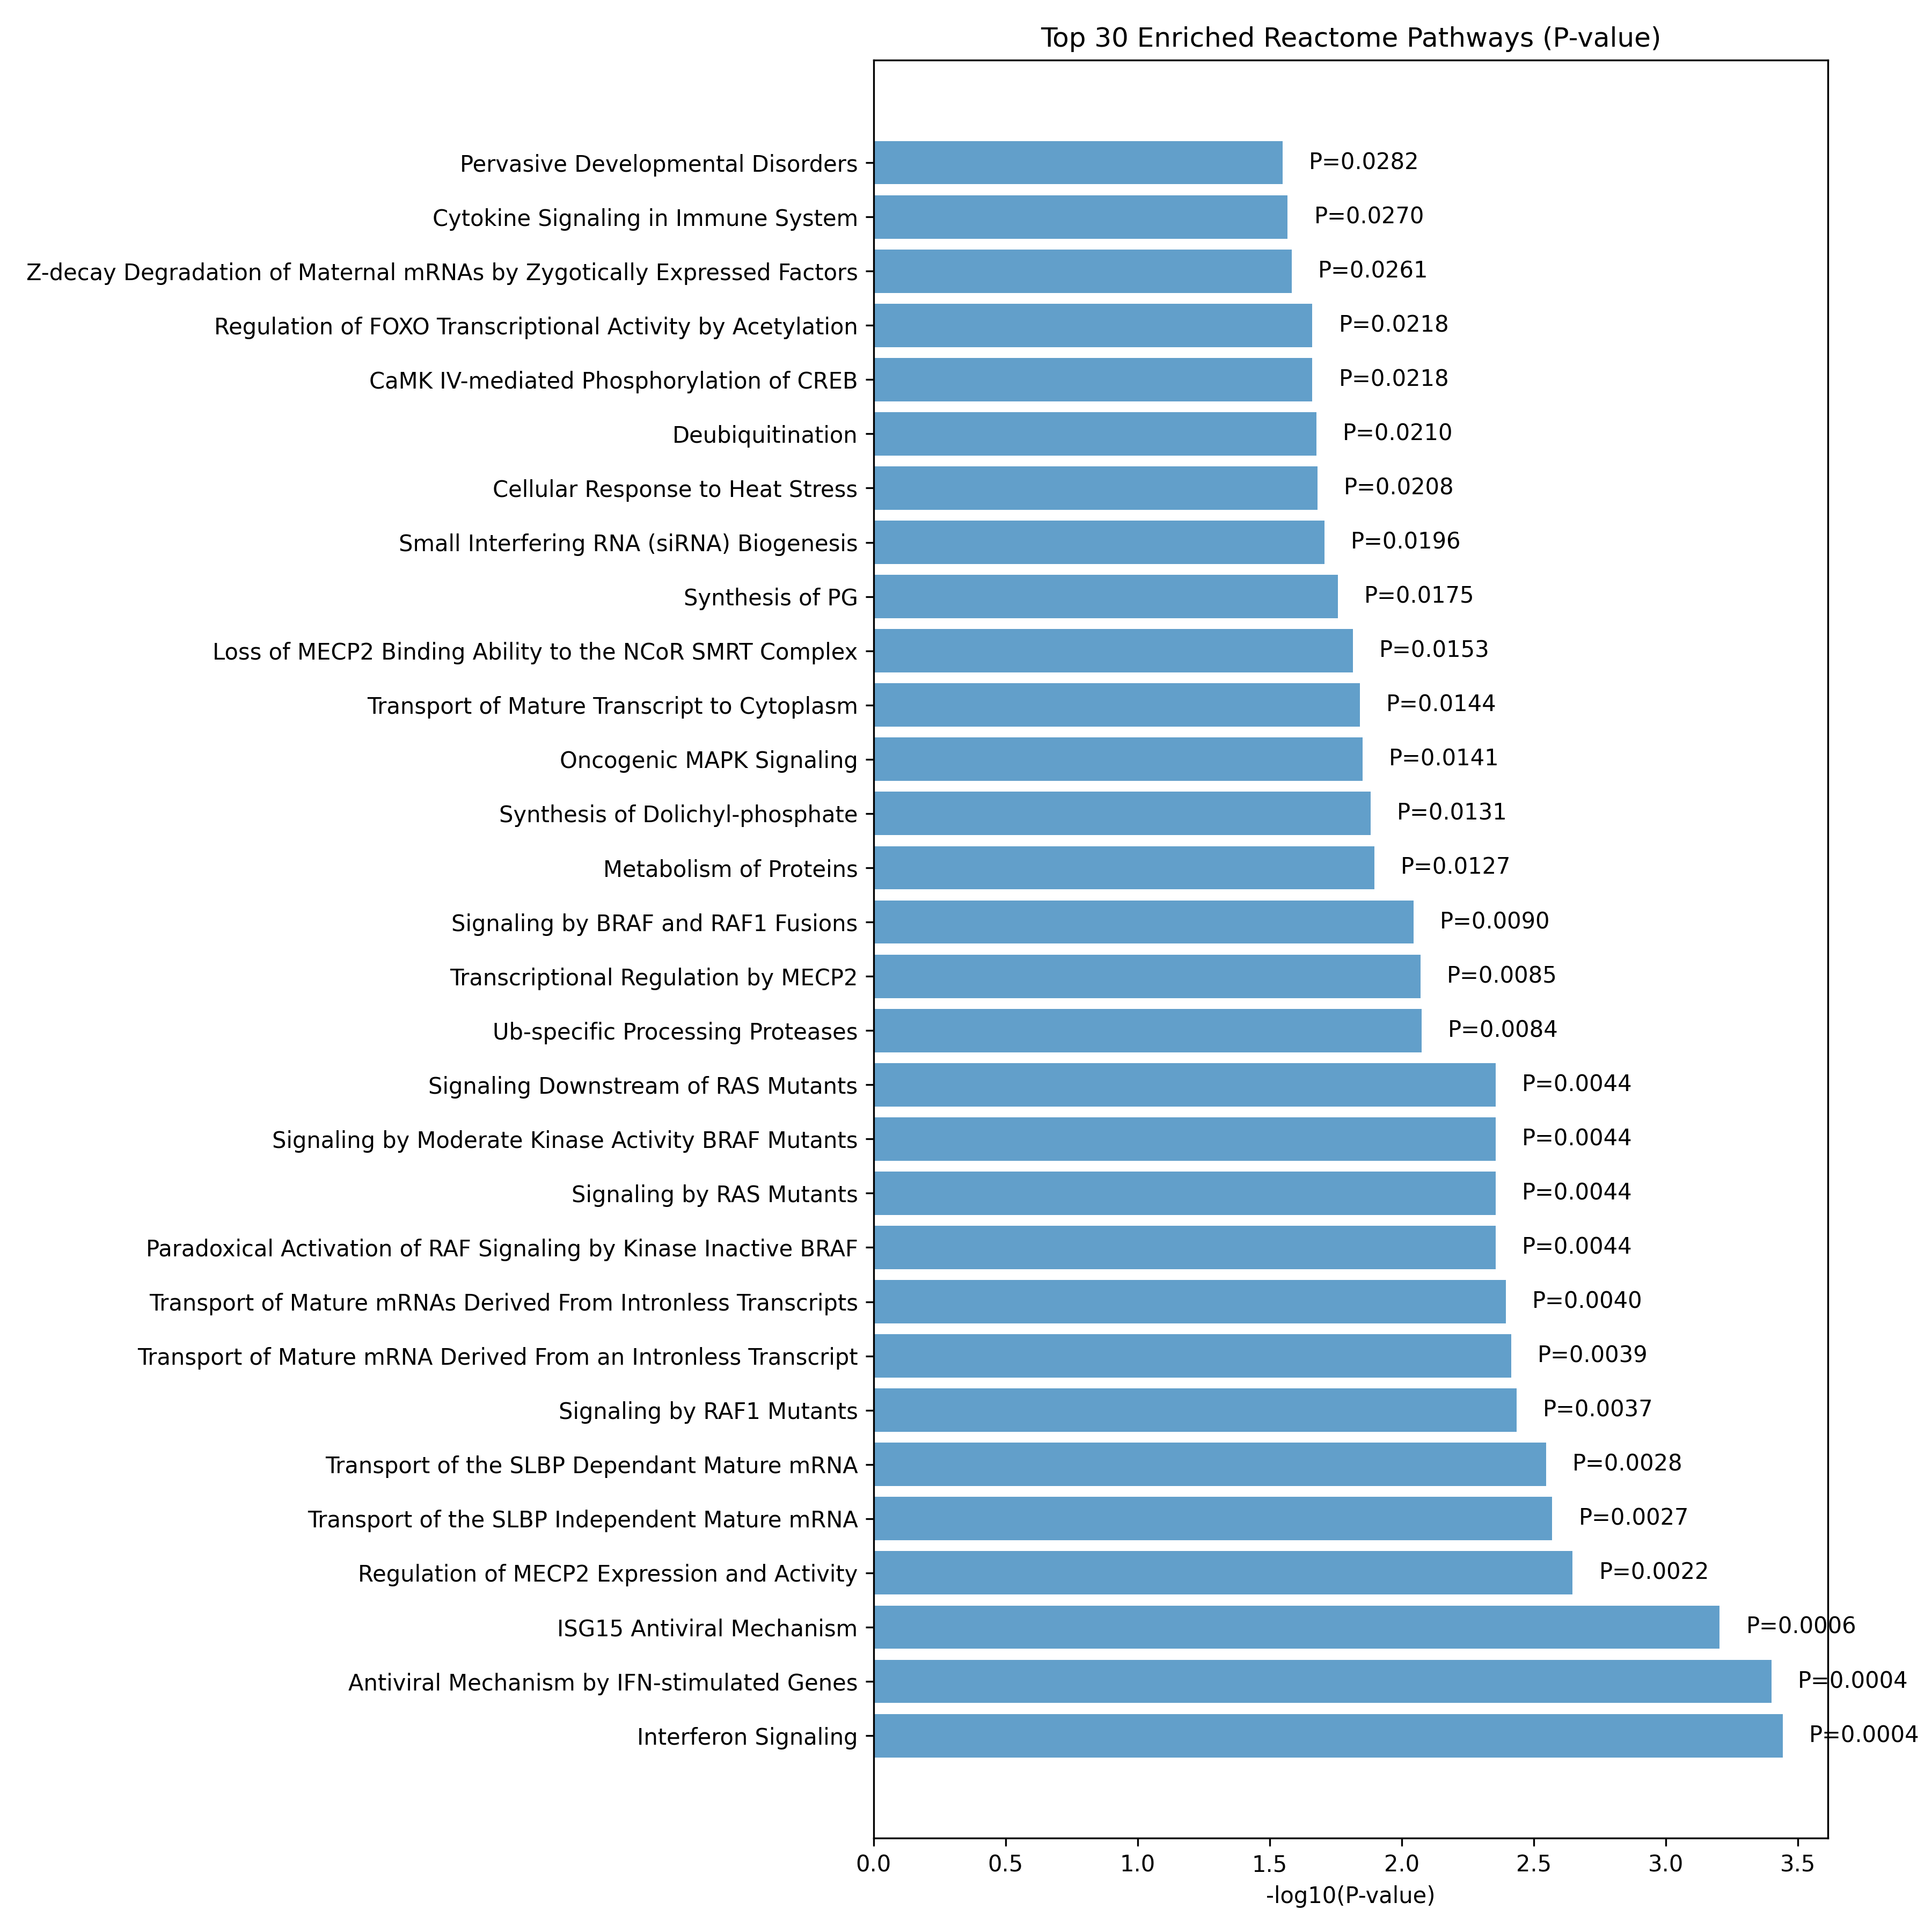 Top 30 Enriched Reactome Pathways (P-value)
Pervasive Developmental Disorders P=0.0282
Cytokine Signaling in Immune System P=0.0270
Z-decay Degradation of Maternal mRNAs by Zygotically Expressed Factors P=0.0261
Regulation of FOXO Transcriptional Activity by Acetylation P=0.0218
CaMK IV-mediated Phosphorylation of CREB P=0.0218
Deubiquitination P=0.0210
Cellular Response to Heat Stress P=0.0208
Small Interfering RNA (siRNA) Biogenesis P=0.0196
Synthesis of PG P=0.0175
Loss of MECP2 Binding Ability to the NCoR SMRT Complex P=0.0153
Transport of Mature Transcript to Cytoplasm P=0.0144
Oncogenic MAPK Signaling P=0.0141
Synthesis of Dolichyl-phosphate P=0.0131
Metabolism of Proteins P=0.0127
Signaling by BRAF and RAF1 Fusions P=0.0090
Transcriptional Regulation by MECP2 P=0.0085
Ub-specific Processing Proteases P=0.0084
Signaling Downstream of RAS Mutants P=0.0044
Signaling by Moderate Kinase Activity BRAF Mutants P=0.0044
Signaling by RAS Mutants P=0.0044
Paradoxical Activation of RAF Signaling by Kinase Inactive BRAF P=0.0044
Transport of Mature mRNAs Derived From Intronless Transcripts P=0.0040
Transport of Mature mRNA Derived From an Intronless Transcript P=0.0039
Signaling by RAF1 Mutants P=0.0037
Transport of the SLBP Dependant Mature mRNA P=0.0028
Transport of the SLBP Independent Mature mRNA P=0.0027
Regulation of MECP2 Expression and Activity P=0.0022
ISG15 Antiviral Mechanism P=0.0006
Antiviral Mechanism by IFN-stimulated Genes P=0.0004
Interferon Signaling P=0.0004
0.0 0.5 1.0 1.5 2.0 2.5 3.0 3.5
-log10(P-value)